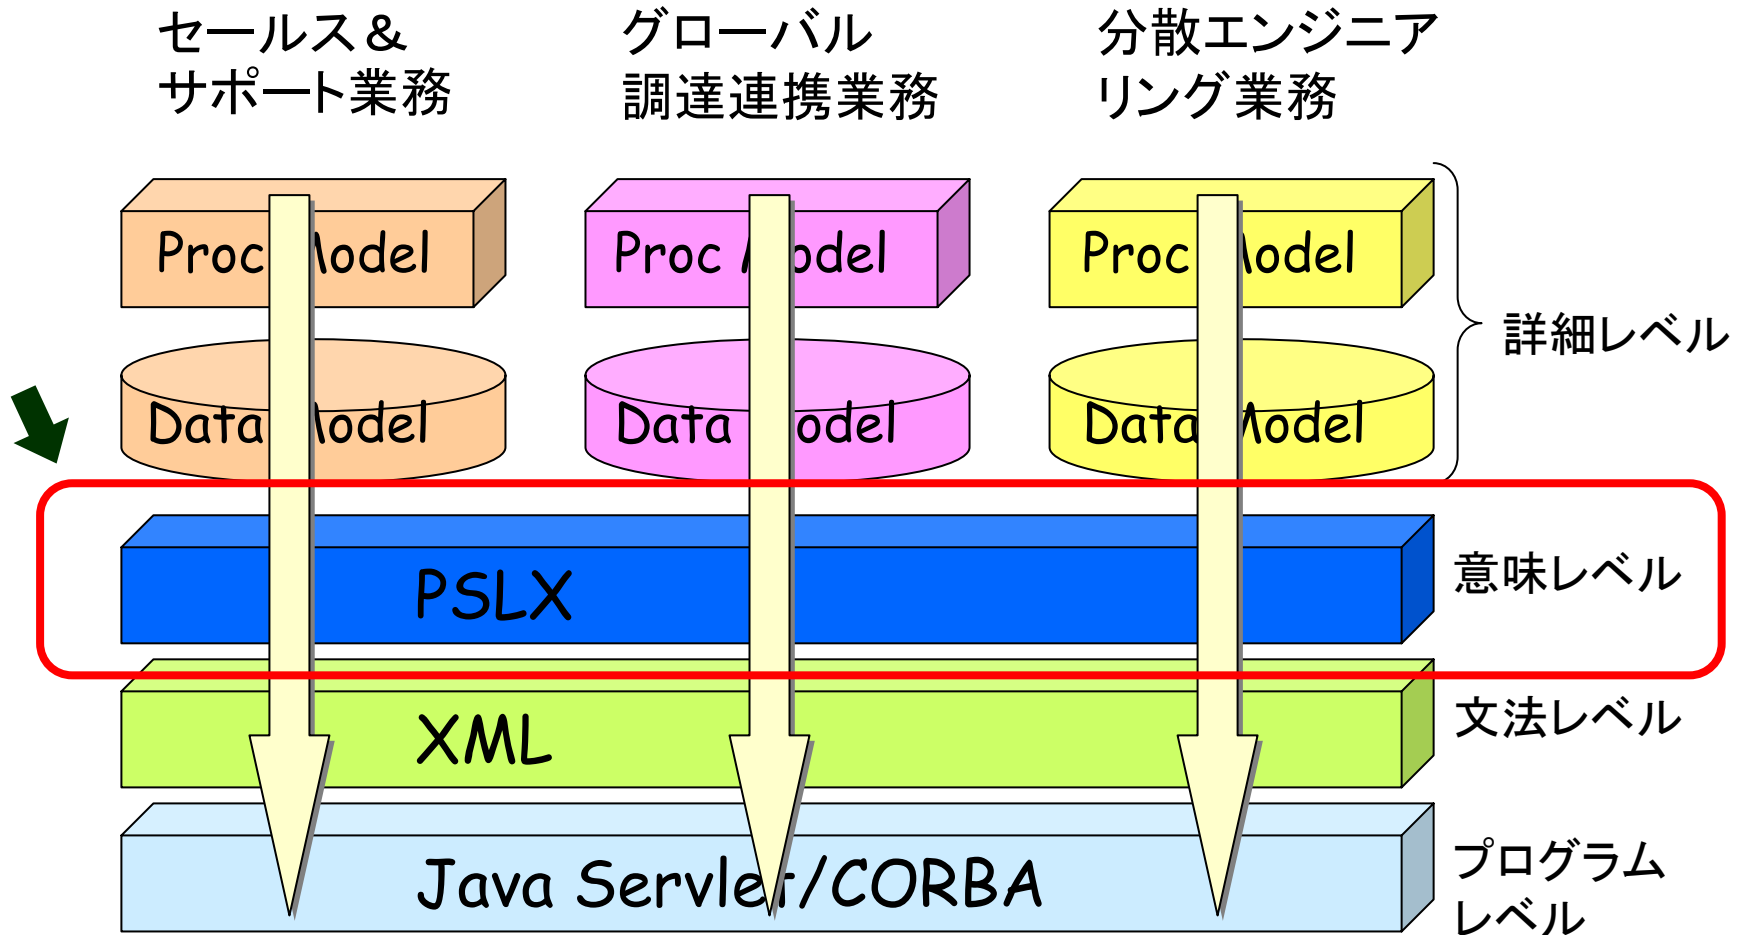 セールス＆
サポート業務
グローバル
調達連携業務
分散エンジニア
リング業務
Proc Model
Proc Model
Proc Model
詳細レベル
Data Model
Data Model
Data Model
PSLX
意味レベル
XML
文法レベル
Java Servlet/CORBA
プログラム
レベル